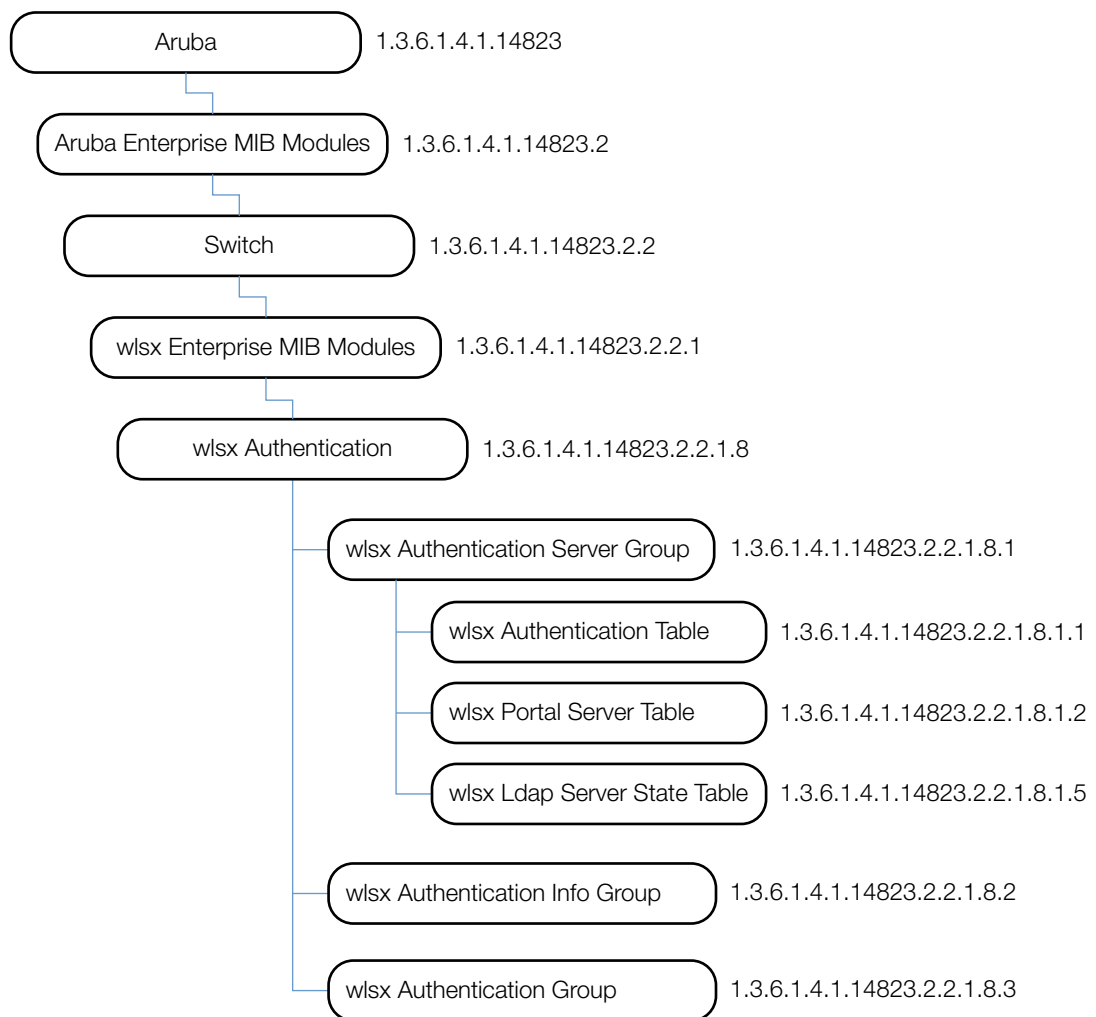 Aruba 1.3.6.1.4.1.14823
Aruba Enterprise MIB Modules 1.3.6.1.4.1.14823.2
Switch 1.3.6.1.4.1.14823.2.2
wlsx Enterprise MIB Modules 1.3.6.1.4.1.14823.2.2.1
wlsx Authentication 1.3.6.1.4.1.14823.2.2.1.8
wlsx Authentication Server Group 1.3.6.1.4.1.14823.2.2.1.8.1
wlsx Authentication Table 1.3.6.1.4.1.14823.2.2.1.8.1.1
wlsx Portal Server Table 1.3.6.1.4.1.14823.2.2.1.8.1.2
wlsx Ldap Server State Table 1.3.6.1.4.1.14823.2.2.1.8.1.5
wlsx Authentication Info Group 1.3.6.1.4.1.14823.2.2.1.8.2
wlsx Authentication Group 1.3.6.1.4.1.14823.2.2.1.8.3